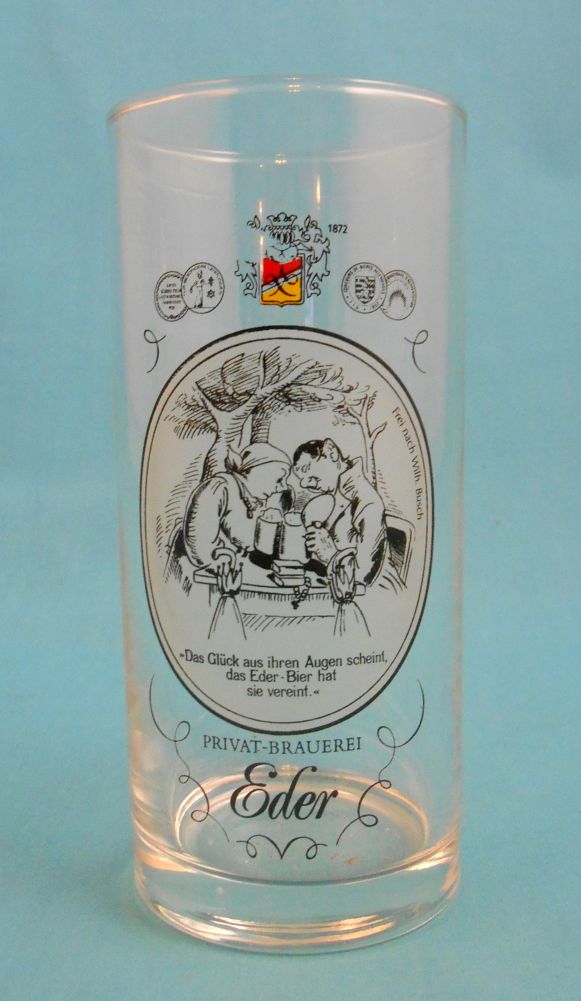 1872
Frei nach Wilh. Busch
»Das Glück aus ihren Augen scheint,
das Eder-Bier hat
sie vereint.«
PRIVAT-BRAUEREI
Eder